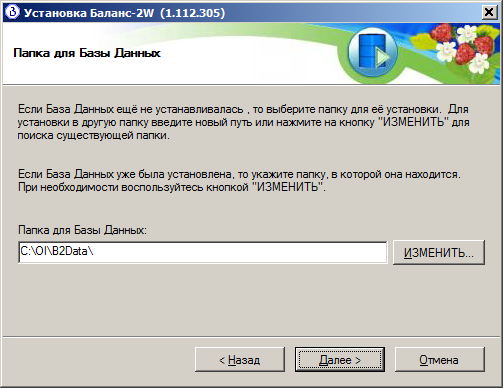 Установка Баланс-2W (1.112.305)
Папка для Базы Данных
Если База Данных ещё не устанавливалась , то выберите папку для её установки. Для
установки в другую папку введите новый путь или нажмите на кнопку "ИЗМЕНИТЬ" для
поиска существующей папки.
Если База Данных уже была установлена, то укажите папку, в которой она находится.
При необходимости воспользуйтесь кнопкой "ИЗМЕНИТЬ".
Папка для Базы Данных:
C:\OI\B2Data\
ИЗМЕНИТЬ...
< Назад
Далее >
Отмена